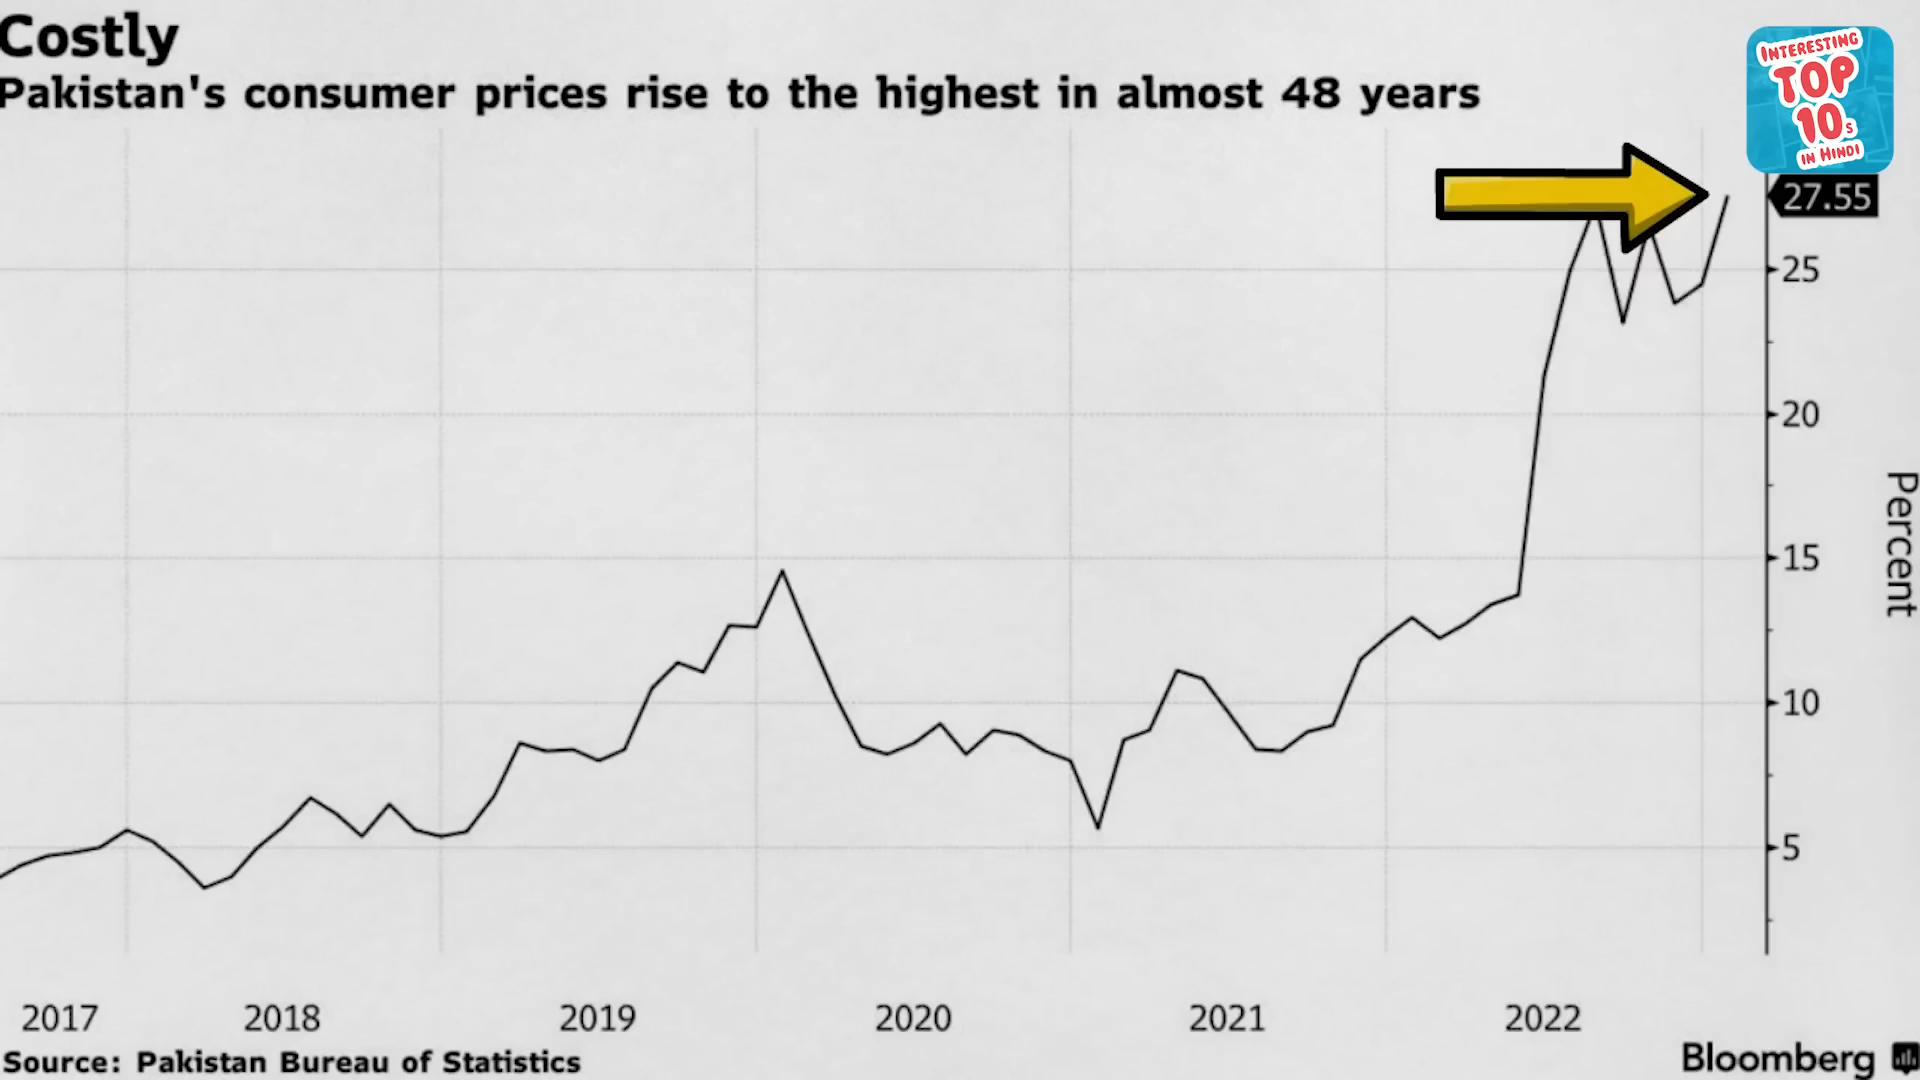 Costly
Pakistan's consumer prices rise to the highest in almost 48 years
INTERESTING
TOP
10s
IN HINDI
27.55
25
20
15
10
5
Percent
2017 2018 2019 2020 2021 2022
Source: Pakistan Bureau of Statistics
Bloomberg